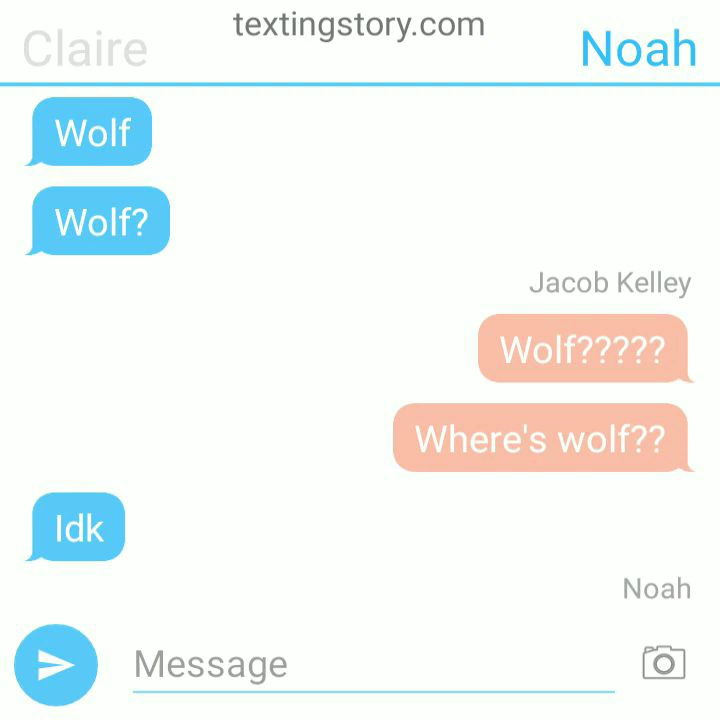 textingstory.com
Claire
Noah
Wolf
Wolf?
Jacob Kelley
Wolf?????
Where's wolf??
Idk
Noah
Message